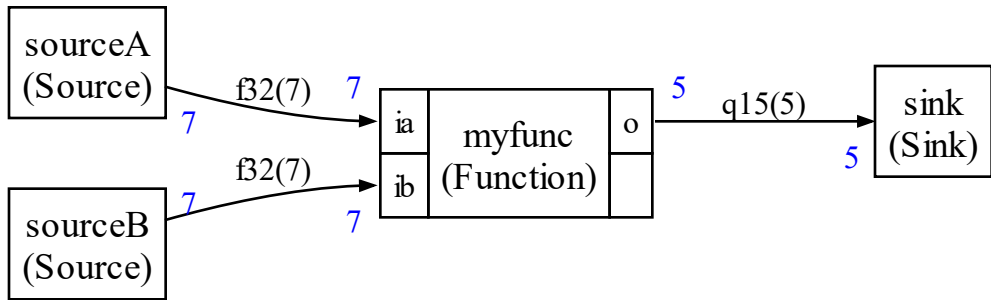 sourceA
(Source)
7
f32(7)
7
sourceB
(Source)
7
f32(7)
7
ia
ib
myfunc
(Function)
o
5
q15(5)
5
sink
(Sink)